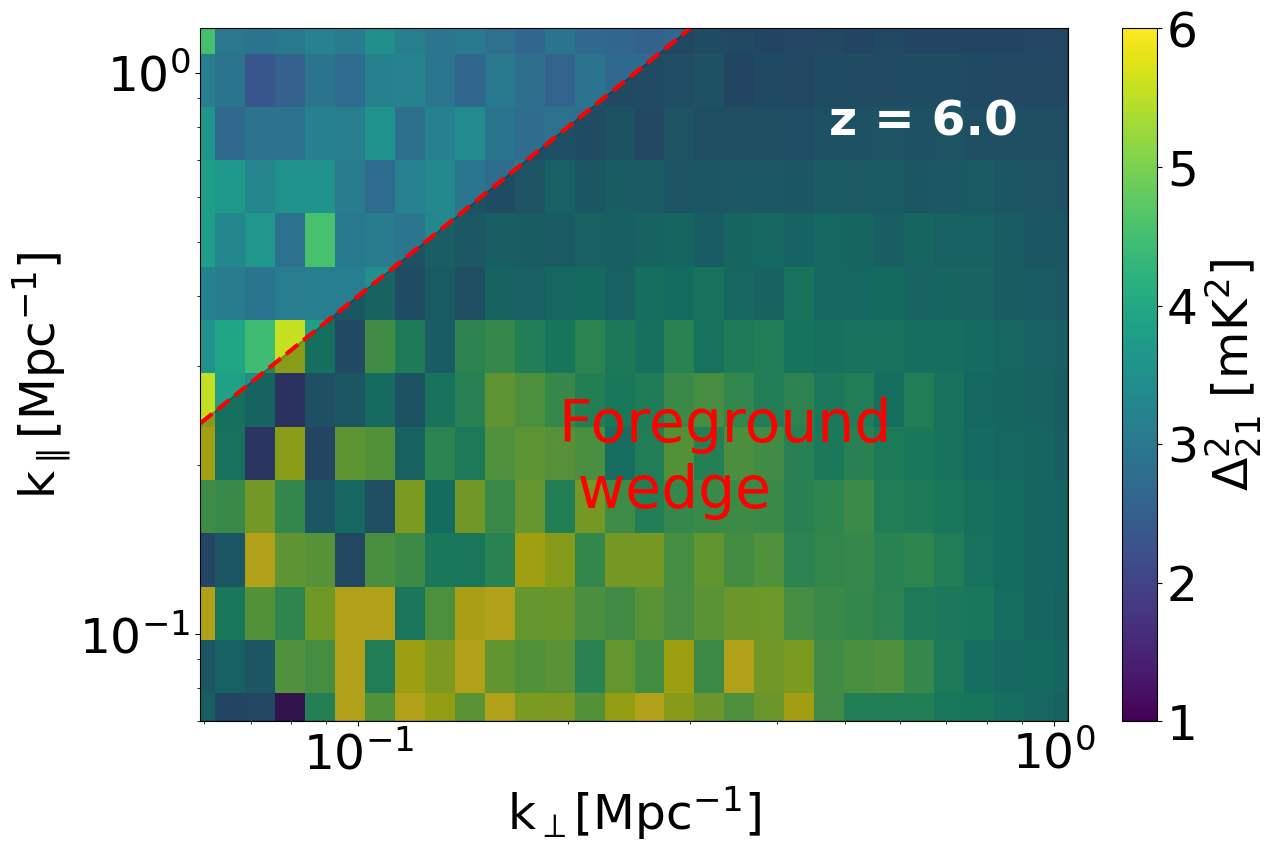 10⁰
10⁻¹
k∥[Mpc⁻¹]
z = 6.0
Foreground
wedge
10⁻¹
10⁰
k⊥[Mpc⁻¹]
6
5
4
3
2
1
Δ²₂₁ [mK²]